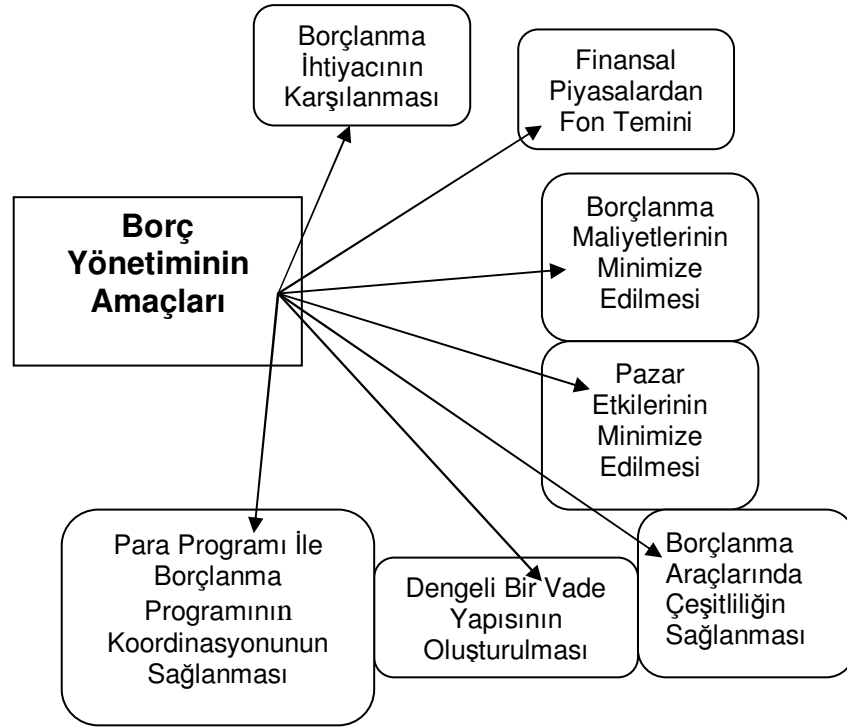 Borçlanma
İhtiyacının
Karşılanması
Finansal
Piyasalardan
Fon Temini
Borç
Yönetiminin
Amaçları
Borçlanma
Maliyetlerinin
Minimize
Edilmesi
Pazar
Etkilerinin
Minimize
Edilmesi
Para Programı İle
Borçlanma
Programının
Koordinasyonunun
Sağlanması
Dengeli Bir Vade
Yapısının
Oluşturulması
Borçlanma
Araçlarında
Çeşitliliğin
Sağlanması